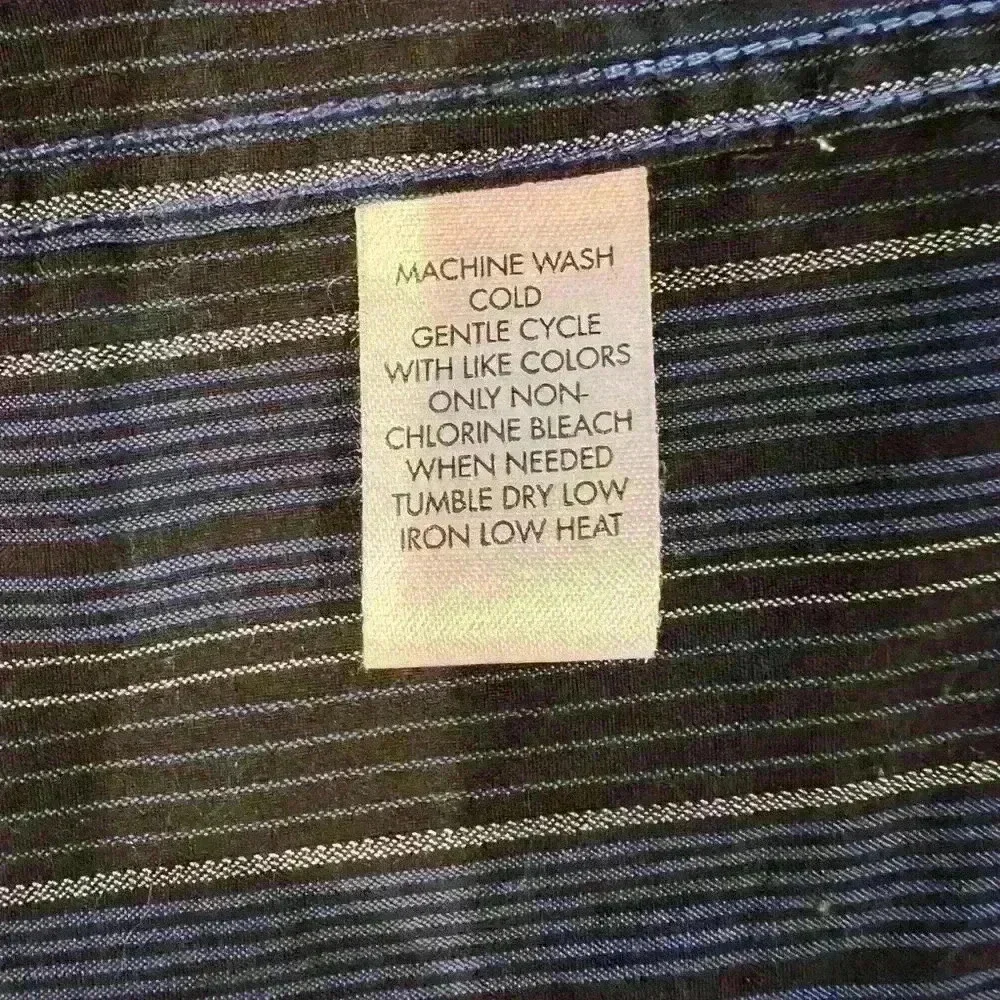 MACHINE WASH
COLD
GENTLE CYCLE
WITH LIKE COLORS
ONLY NON-
CHLORINE BLEACH
WHEN NEEDED
TUMBLE DRY LOW
IRON LOW HEAT